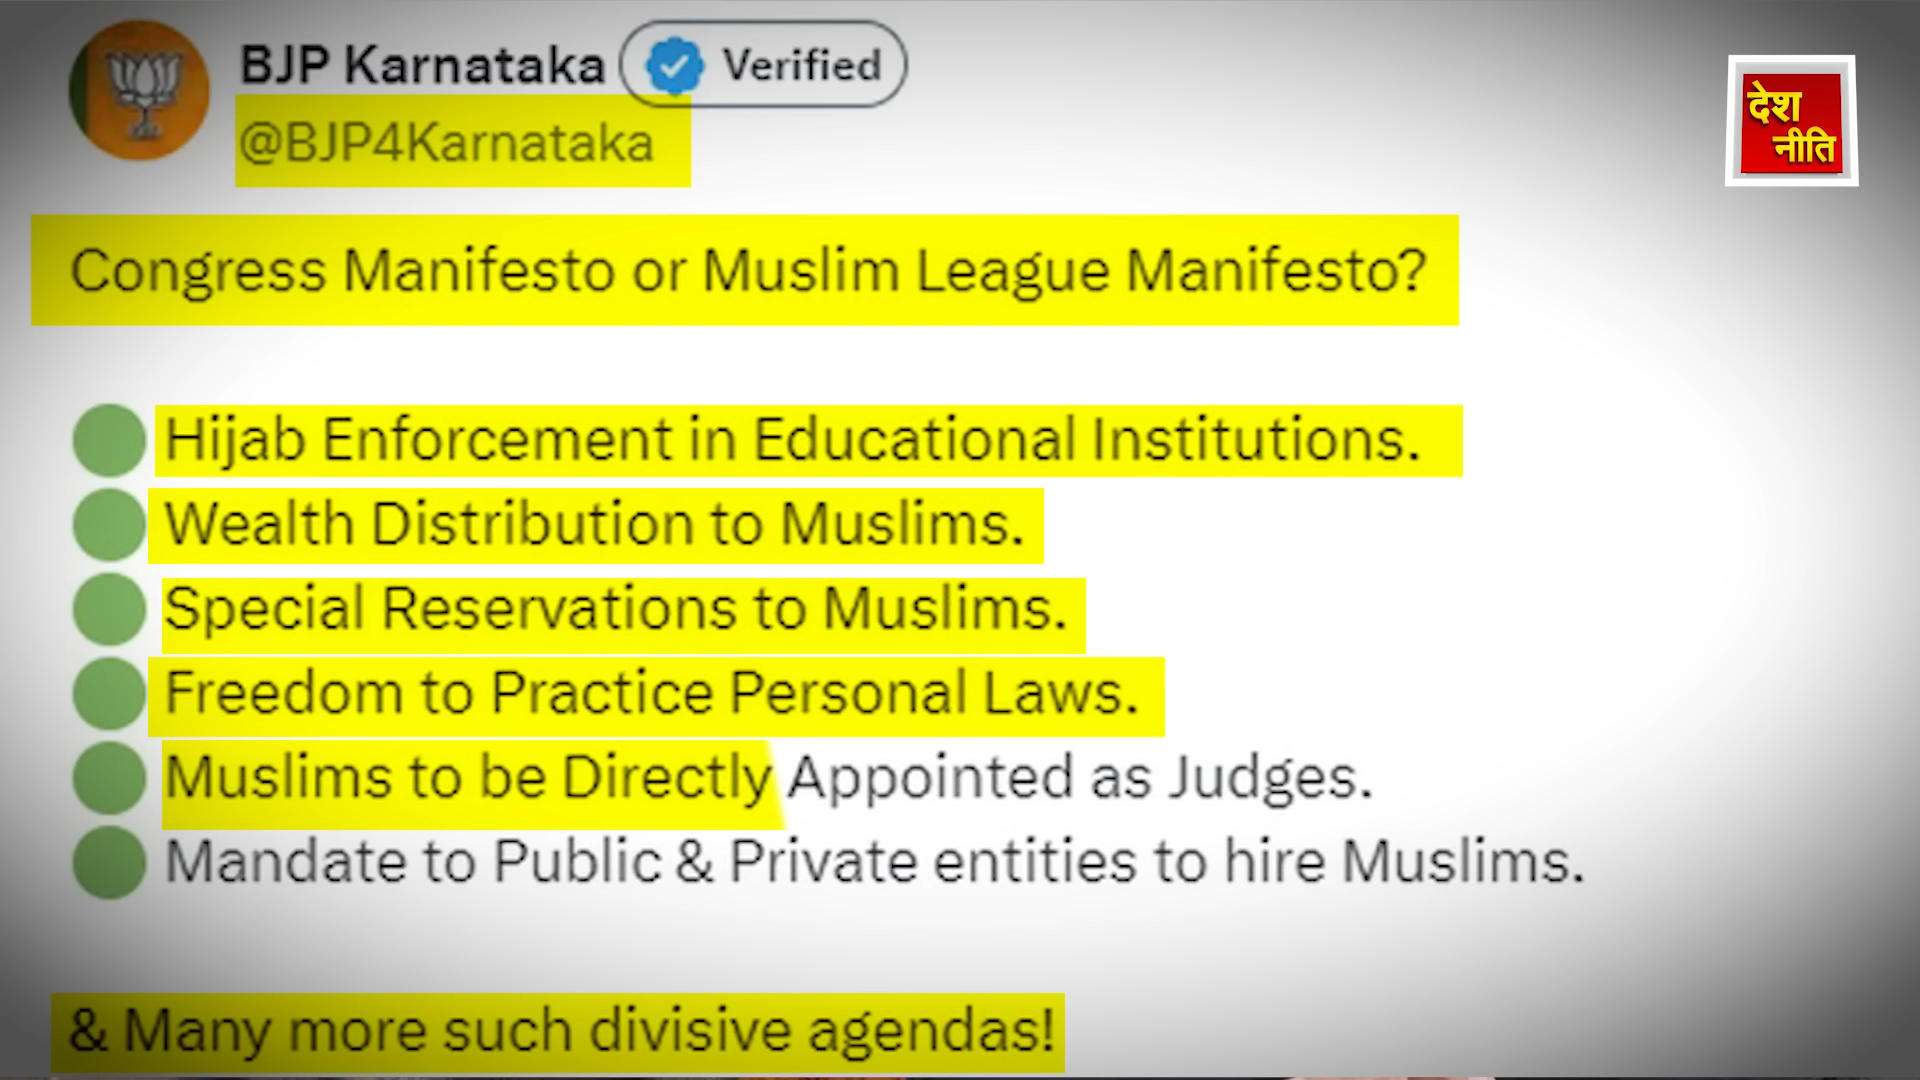 BJP Karnataka Verified
@BJP4Karnataka
देश
नीति
Congress Manifesto or Muslim League Manifesto?
Hijab Enforcement in Educational Institutions.
Wealth Distribution to Muslims.
Special Reservations to Muslims.
Freedom to Practice Personal Laws.
Muslims to be Directly Appointed as Judges.
Mandate to Public & Private entities to hire Muslims.
& Many more such divisive agendas!